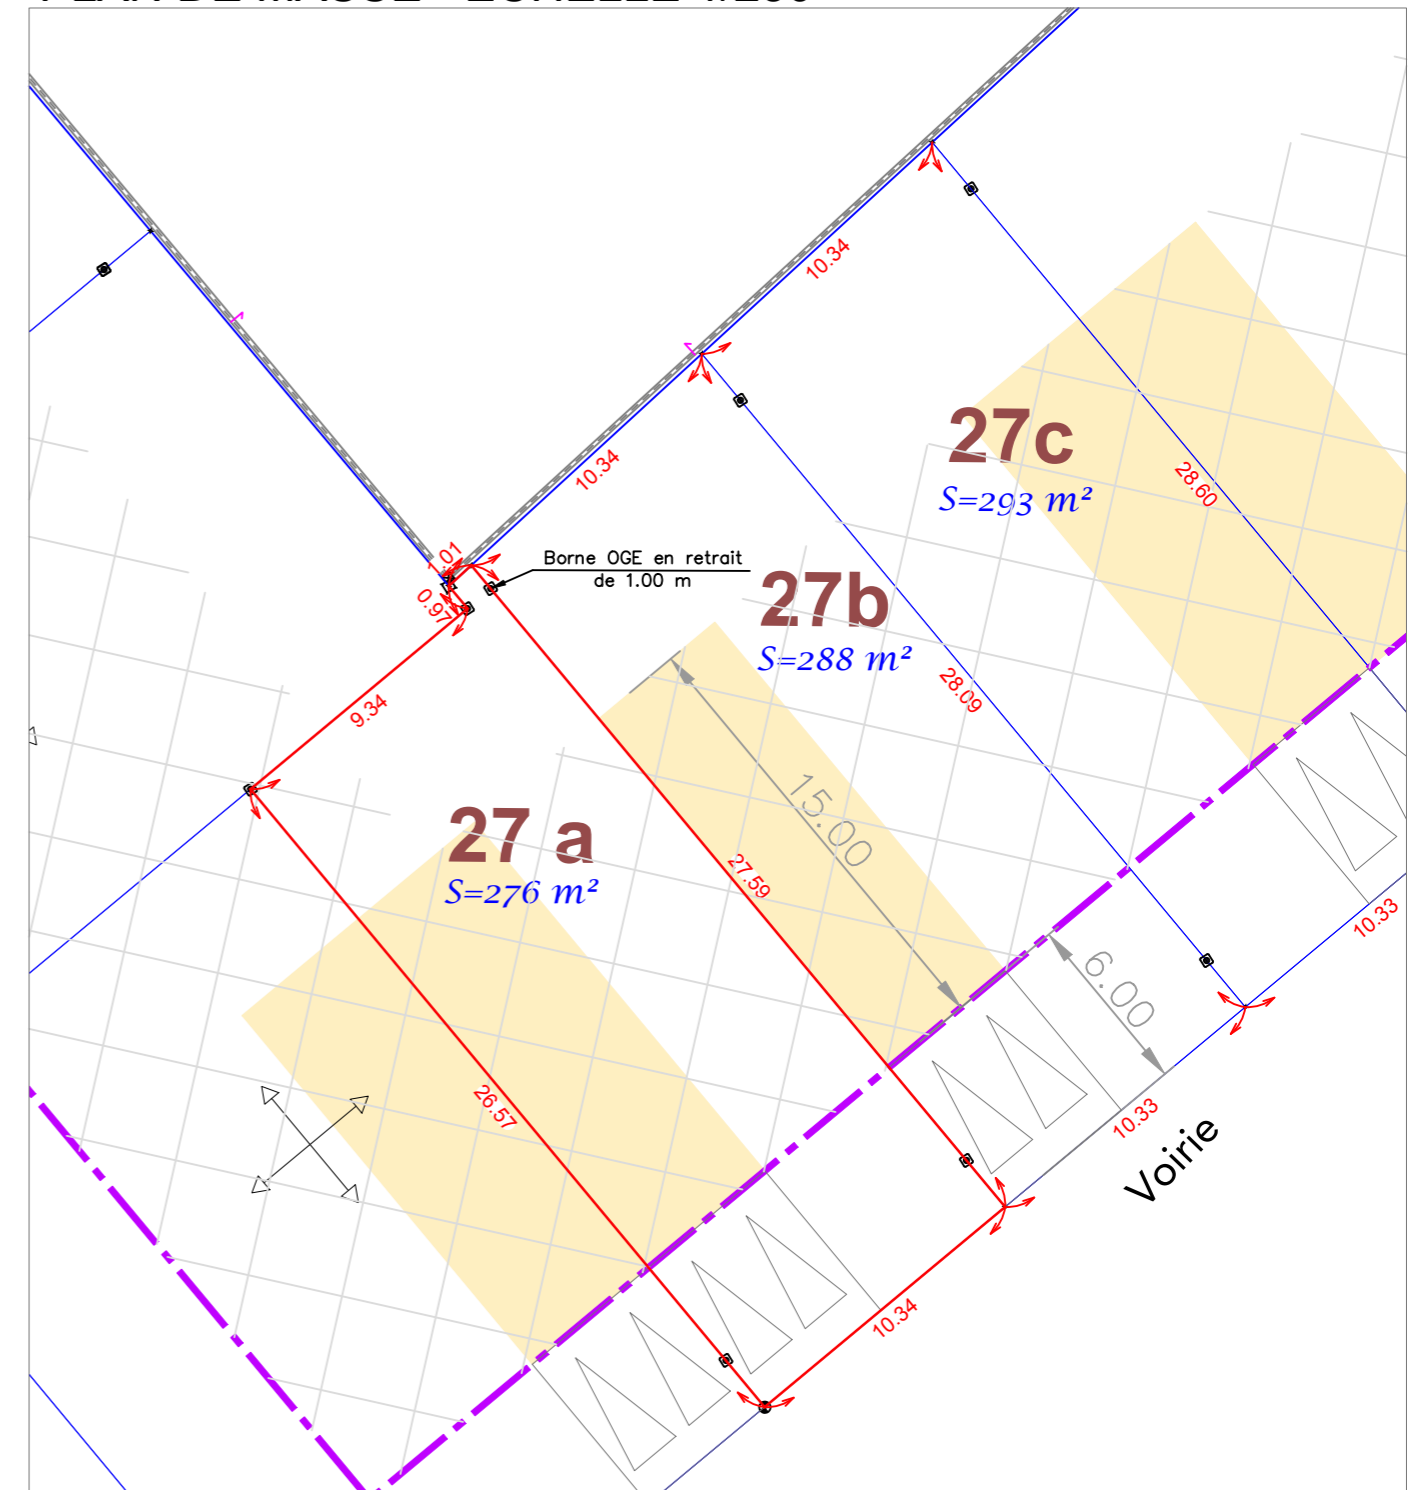 10.34
10.34
27c
S=293 m²
28.60
Borne OGE en retrait
de 1.00 m
27b
S=288 m²
0.97
28.09
9.34
15.00
27 a
S=276 m²
27.59
10.33
6.00
26.57
10.33
Voirie
10.34